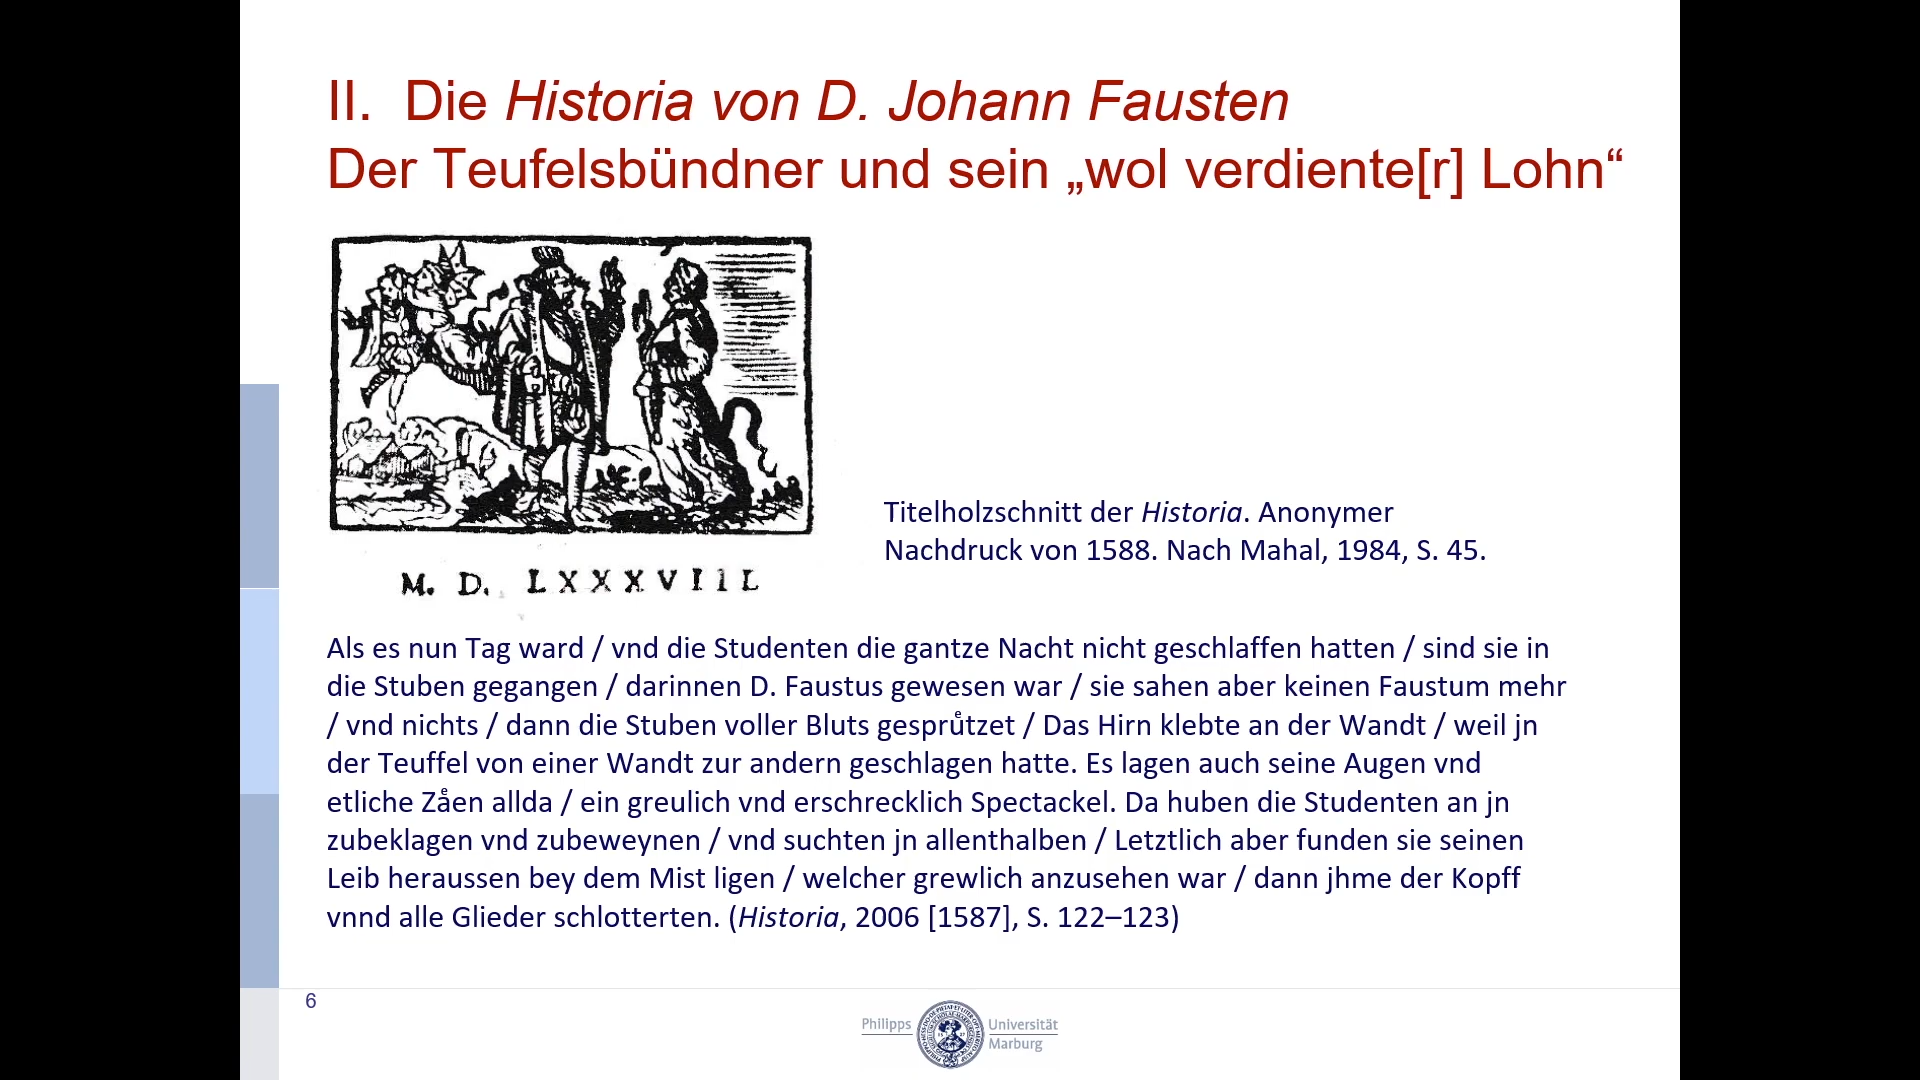 II. Die Historia von D. Johann Fausten
Der Teufelsbündner und sein „wol verdiente[r] Lohn“
M. D. LXXXVIII.
Titelholzschnitt der Historia. Anonymer
Nachdruck von 1588. Nach Mahal, 1984, S. 45.
Als es nun Tag ward / vnd die Studenten die gantze Nacht nicht geschlaffen hatten / sind sie in
die Stuben gegangen / darinnen D. Faustus gewesen war / sie sahen aber keinen Faustum mehr
/ vnd nichts / dann die Stuben voller Bluts gespruͤtzet / Das Hirn klebte an der Wandt / weil jn
der Teuffel von einer Wandt zur andern geschlagen hatte. Es lagen auch seine Augen vnd
etliche Zaͤen allda / ein greulich vnd erschrecklich Spectackel. Da huben die Studenten an jn
zubeklagen vnd zubeweynen / vnd suchten jn allenthalben / Letztlich aber funden sie seinen
Leib heraussen bey dem Mist ligen / welcher grewlich anzusehen war / dann jhme der Kopff
vnnd alle Glieder schlotterten. (Historia, 2006 [1587], S. 122–123)
6
Philipps Universität
Marburg